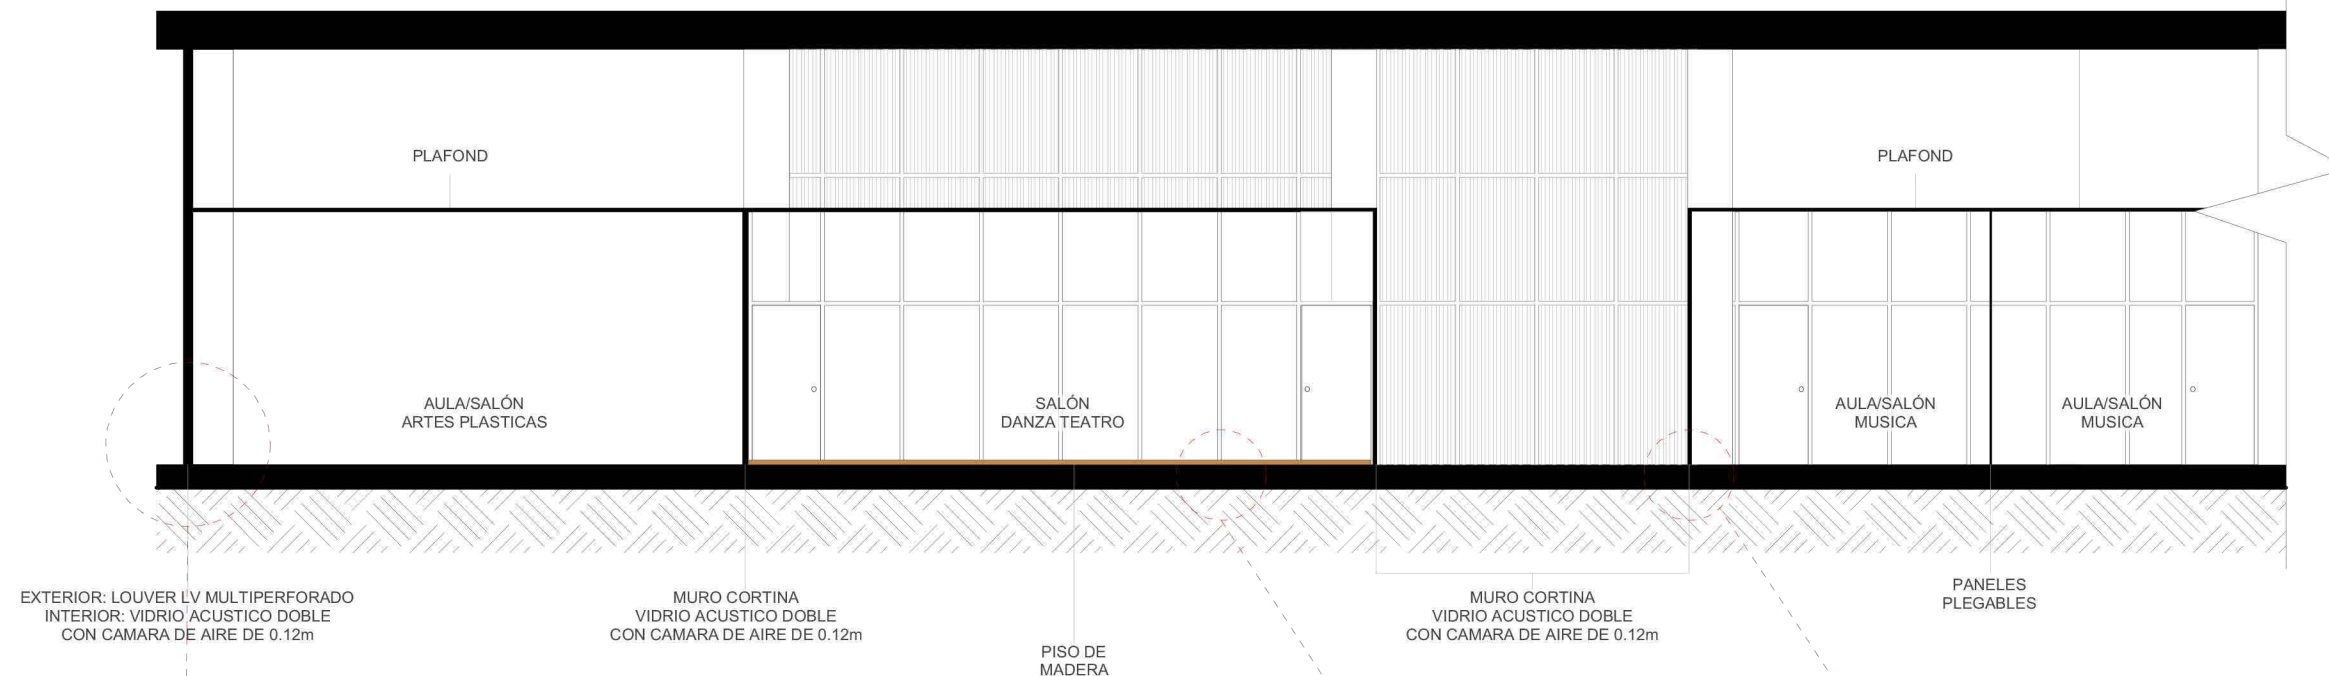 PLAFOND
PLAFOND
AULA/SALÓN
ARTES PLASTICAS
SALÓN
DANZA TEATRO
AULA/SALÓN
MUSICA
AULA/SALÓN
MUSICA
EXTERIOR: LOUVER LV MULTIPERFORADO
INTERIOR: VIDRIO ACUSTICO DOBLE
CON CAMARA DE AIRE DE 0.12m
MURO CORTINA
VIDRIO ACUSTICO DOBLE
CON CAMARA DE AIRE DE 0.12m
PISO DE
MADERA
MURO CORTINA
VIDRIO ACUSTICO DOBLE
CON CAMARA DE AIRE DE 0.12m
PANELES
PLEGABLES